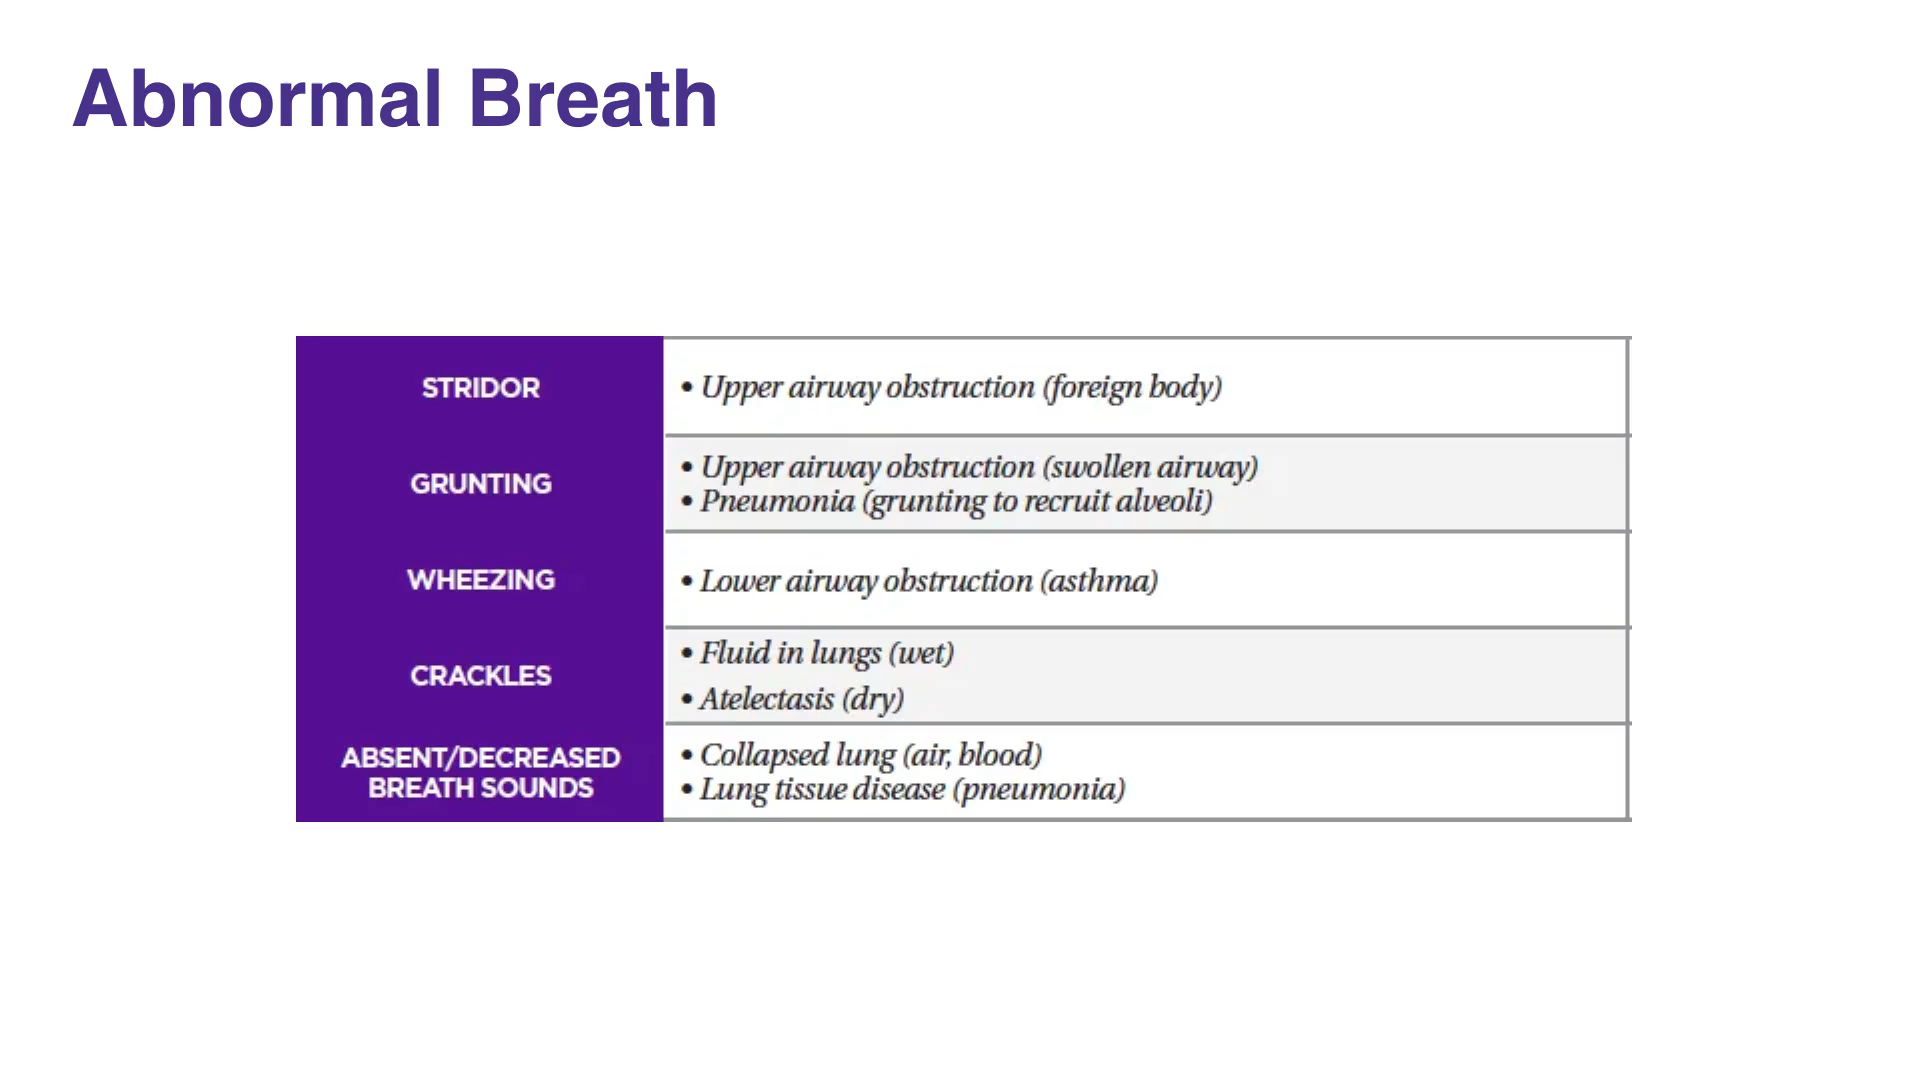 Abnormal Breath
STRIDOR
• Upper airway obstruction (foreign body)
GRUNTING
• Upper airway obstruction (swollen airway)
• Pneumonia (grunting to recruit alveoli)
WHEEZING
• Lower airway obstruction (asthma)
CRACKLES
• Fluid in lungs (wet)
• Atelectasis (dry)
ABSENT/DECREASED
BREATH SOUNDS
• Collapsed lung (air, blood)
• Lung tissue disease (pneumonia)